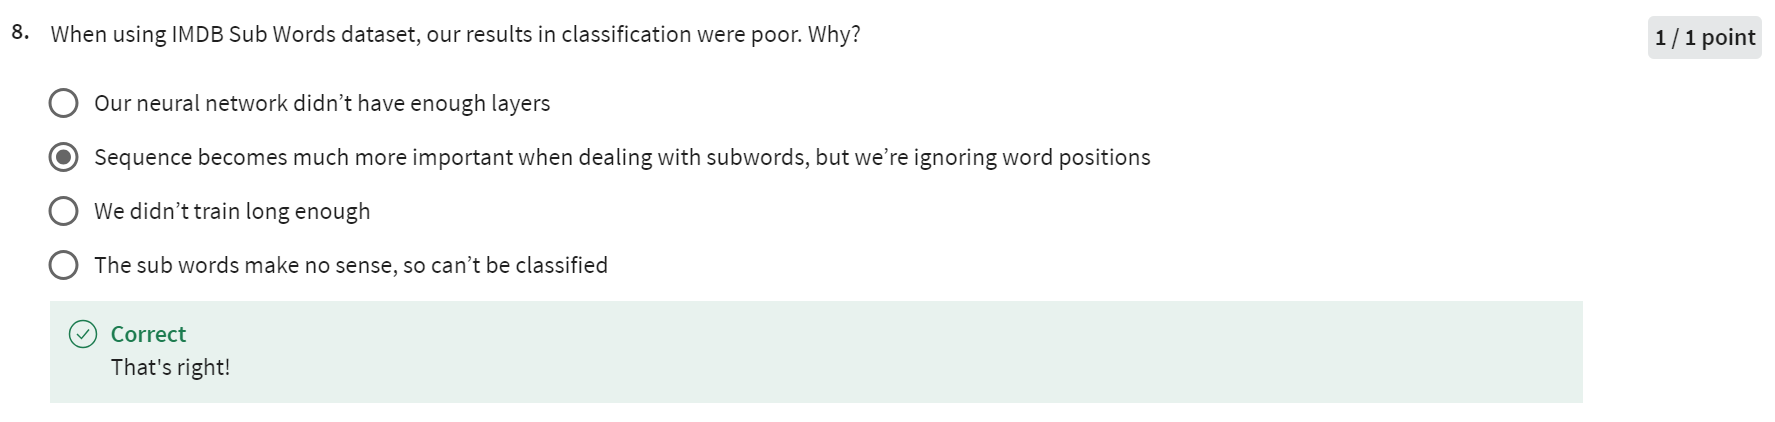 8. When using IMDB Sub Words dataset, our results in classification were poor. Why?
1 / 1 point
Our neural network didn’t have enough layers
Sequence becomes much more important when dealing with subwords, but we’re ignoring word positions
We didn’t train long enough
The sub words make no sense, so can’t be classified
Correct
That's right!